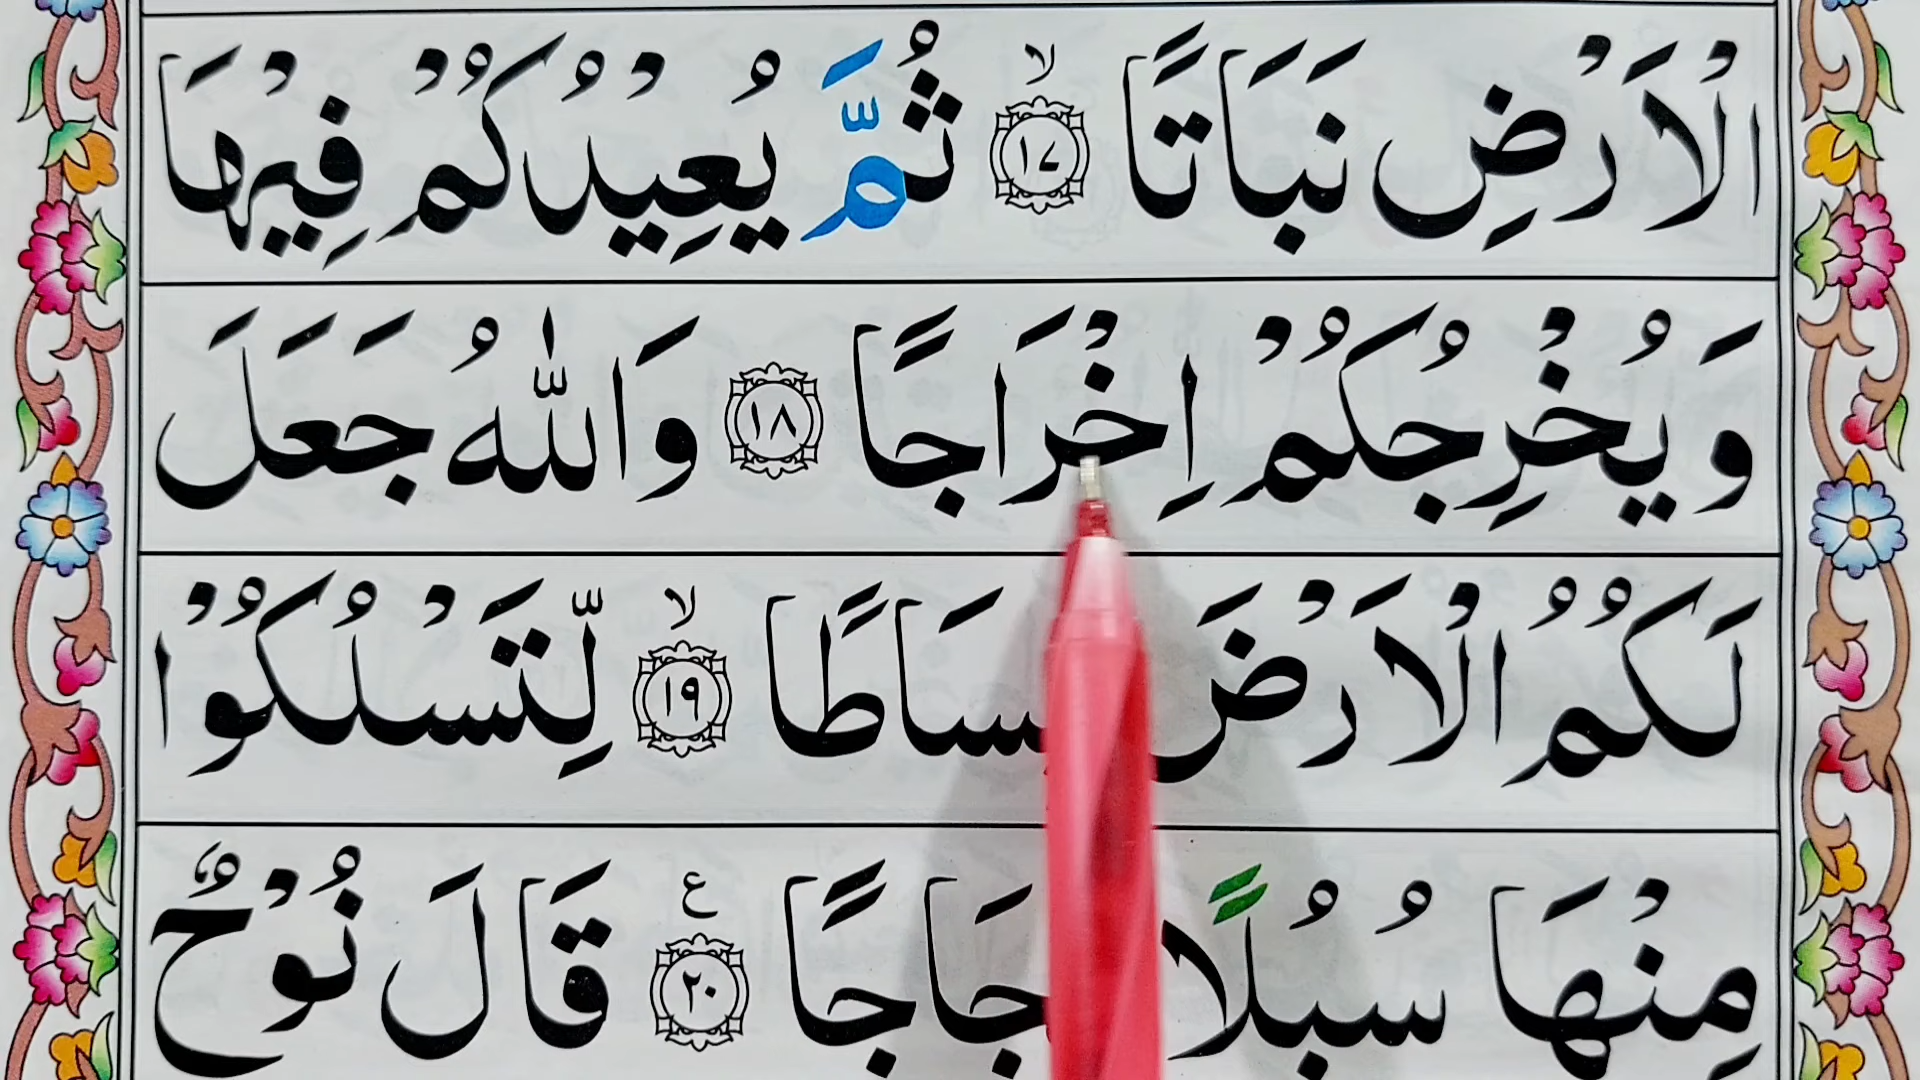 الْاَرْضِ نَبَاتًا ۙ ﴿١٧﴾ ثُمَّ يُعِيْدُكُمْ فِيْهَا
وَيُخْرِجُكُمْ اِخْرَاجًا ﴿١٨﴾ وَاللّٰهُ جَعَلَ
لَكُمُ الْاَرْضَ ﴿١٩﴾ ۙ لِّتَسْلُكُوْا
مِنْهَا سُبُلًا ﴿٢٠﴾ ع قَالَ نُوْحٌ